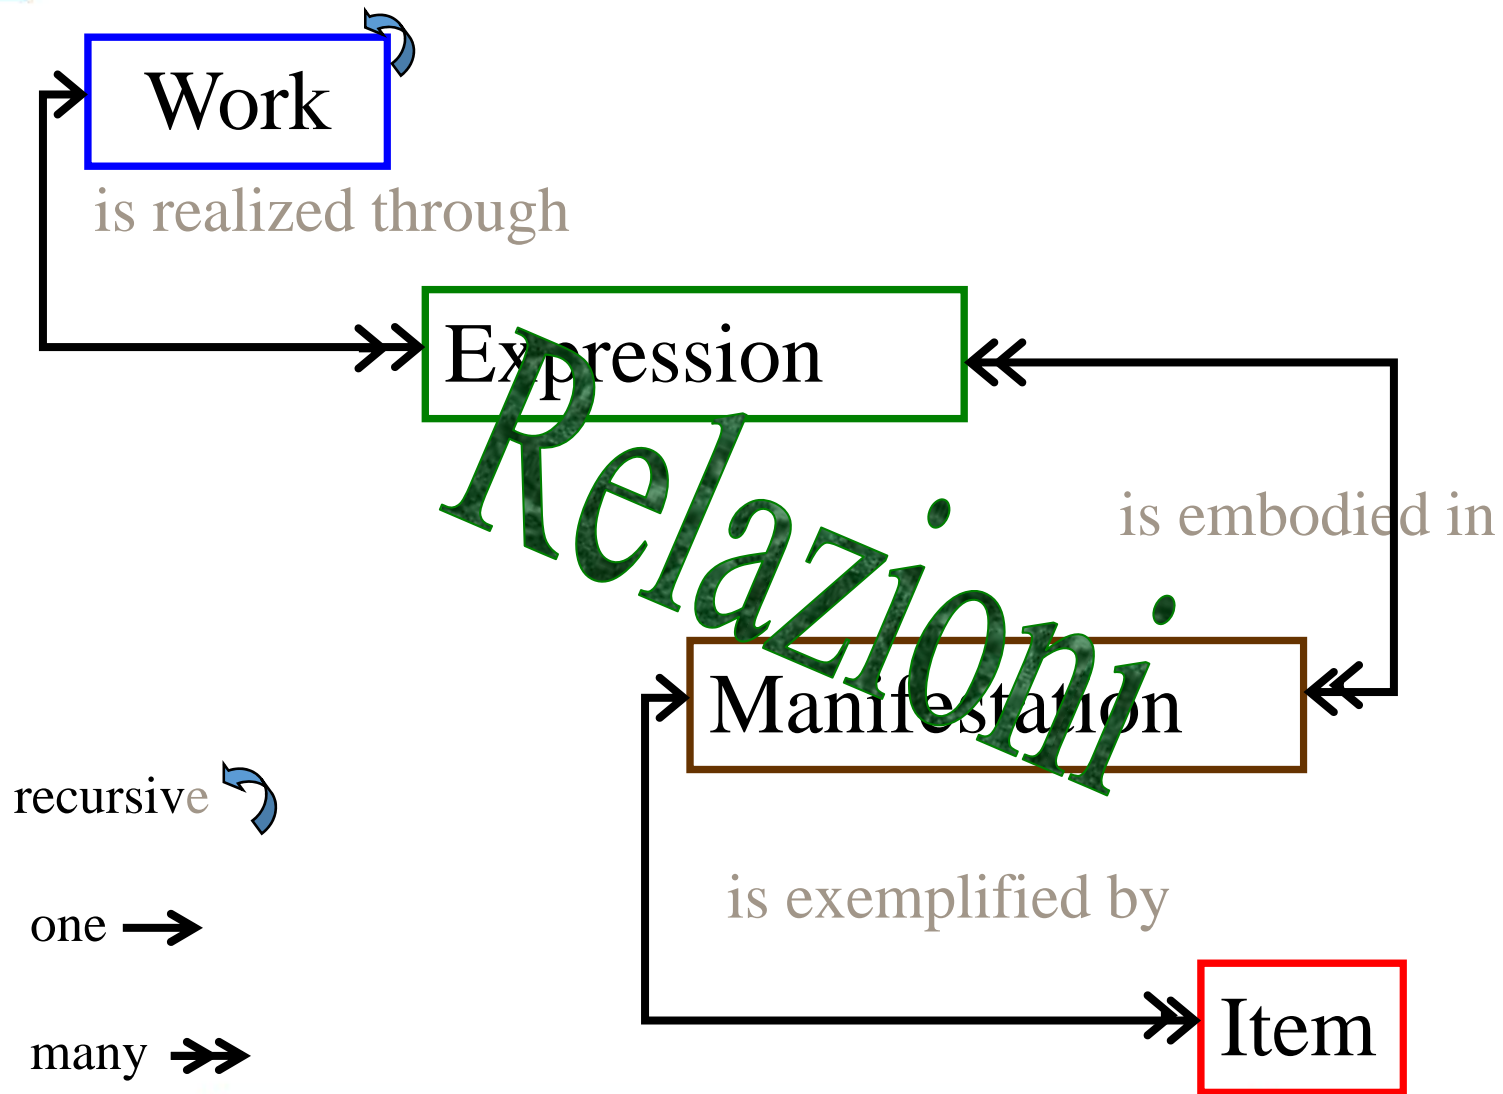 Work
is realized through
Expression
Relazioni
is embodied in
Manifestation
recursive
is exemplified by
one
Item
many